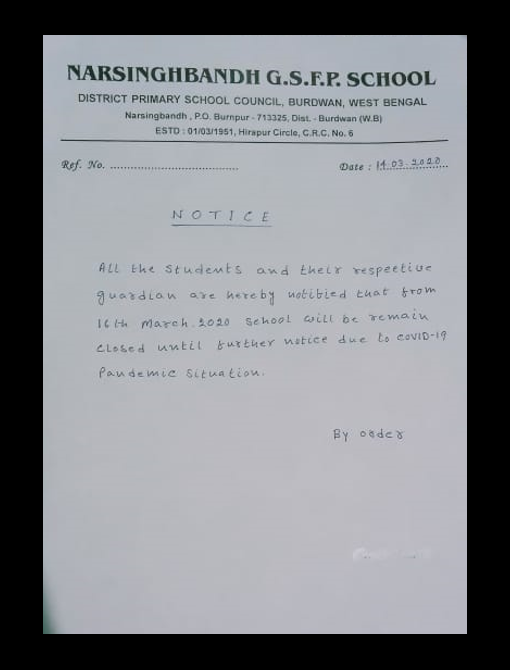 NARSINGHBANDH G.S.F.P. SCHOOL
DISTRICT PRIMARY SCHOOL COUNCIL, BURDWAN, WEST BENGAL
Narsingbandh , P.O. Burnpur - 713325, Dist. - Burdwan (W.B)
ESTD : 01/03/1951, Hirapur Circle, C.R.C. No. 6
Ref. No. ........................................ Date : 14.03.2020
NOTICE
All the students and their respective
guardian are hereby notified that from
16th March.2020 school will be remain
closed until further notice due to COVID-19
Pandemic Situation.
By order